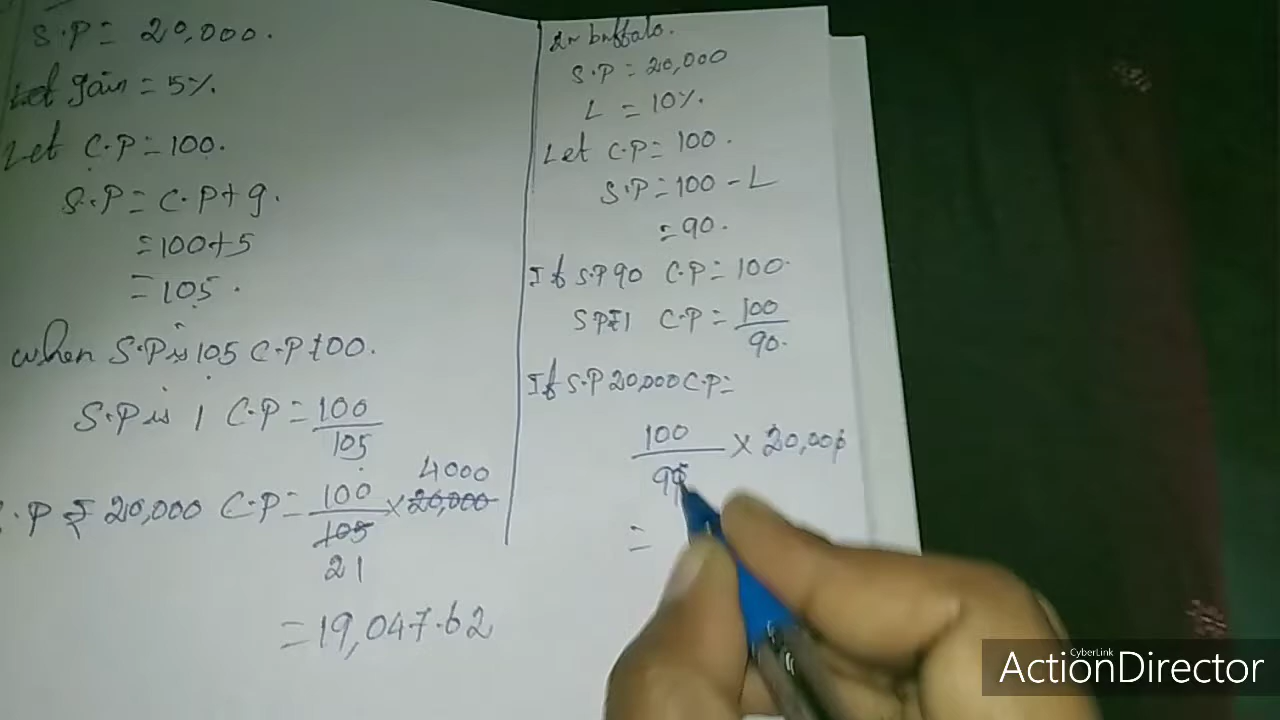 S.P = 20,000.
Let gain = 5%.
Let C.P = 100.
S.P = C.P + g.
= 100+5
= 105.
when S.P is 105 C.P 100.
S.P is 1 C.P = 100/105
4000
S.P ₹ 20,000 C.P = 100/105 × 20,000
21
= 19,047.62
In buffalo.
S.P = 20,000
L = 10%.
Let C.P = 100.
S.P = 100 - L
= 90.
If S.P 90 C.P = 100.
SP ₹1 C.P = 100/90.
If S.P 20,000 C.P =
100/90 × 20,000
=
CyberLink
ActionDirector